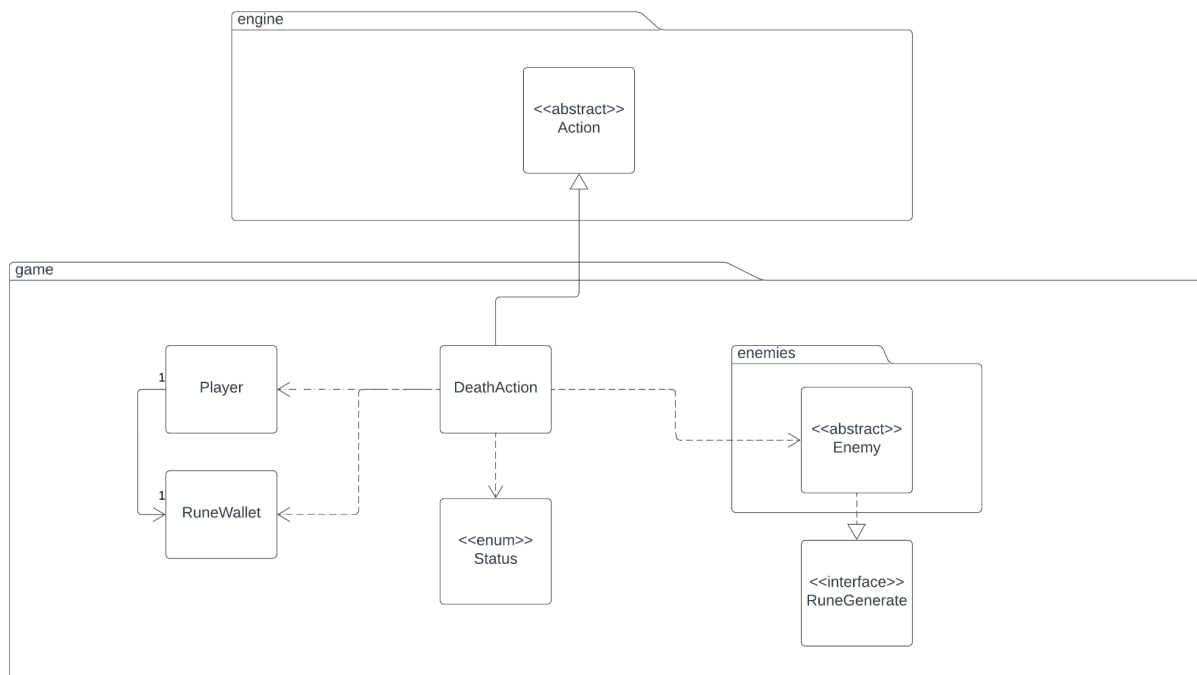 engine
<<abstract>>
Action
game
1
Player
DeathAction
enemies
<<abstract>>
Enemy
1
RuneWallet
<<enum>>
Status
<<interface>>
RuneGenerate